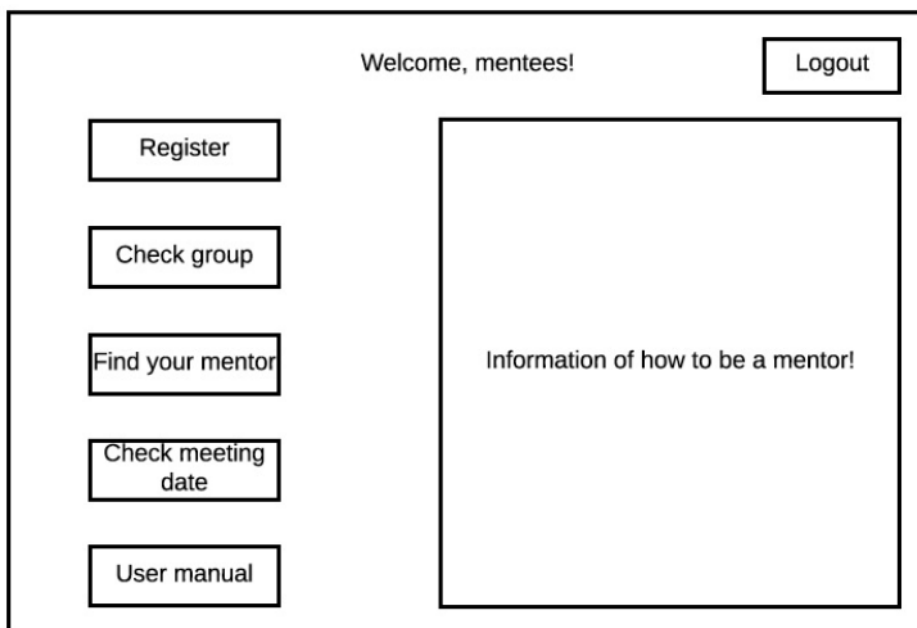 Welcome, mentees!
Logout
Register
Check group
Find your mentor
Check meeting
date
User manual
Information of how to be a mentor!